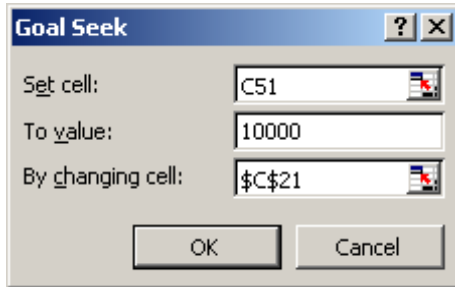 Goal Seek ? X
Set cell: C51
To value: 10000
By changing cell: $C$21
OK Cancel